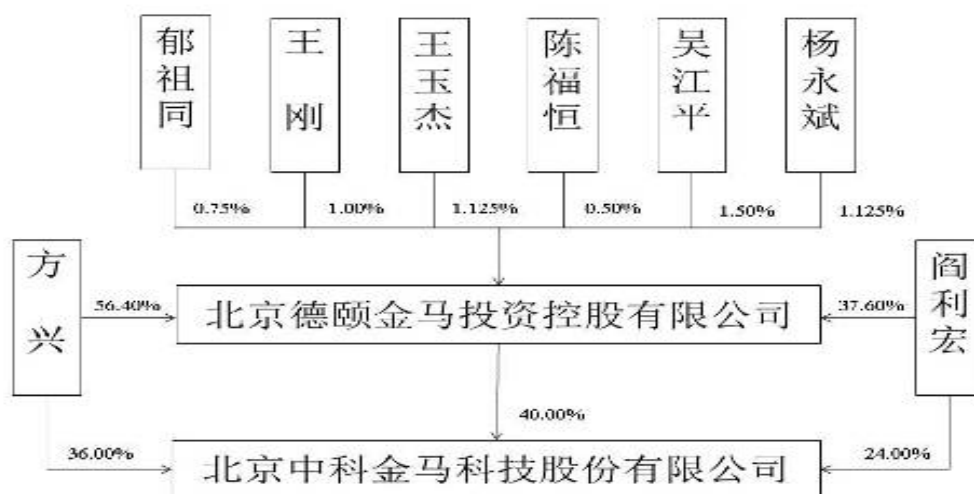 郁祖同
王刚
王玉杰
陈福恒
吴江平
杨永斌
0.75%
1.00%
1.125%
0.50%
1.50%
1.125%
方兴
阎利宏
56.40%
北京德颐金马投资控股有限公司
37.60%
40.00%
36.00%
北京中科金马科技股份有限公司
24.00%